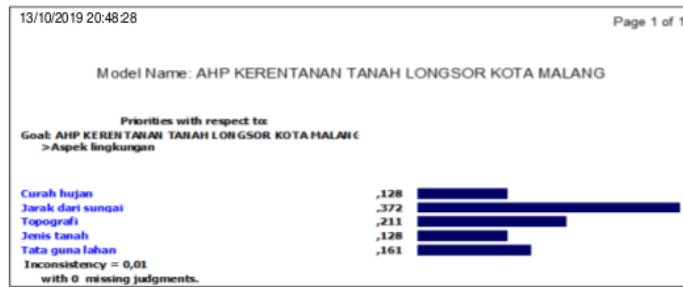 13/10/2019 20:48:28 Page 1 of 1
Model Name: AHP KERENTANAN TANAH LONGSOR KOTA MALANG
Priorities with respect to:
Goal: AHP KERENTANAN TANAH LONGSOR KOTA MALANG
>Aspek lingkungan
Curah hujan ,128
Jarak dari sungai ,372
Topografi ,211
Jenis tanah ,128
Tata guna lahan ,161
Inconsistency = 0,01
with 0 missing judgments.